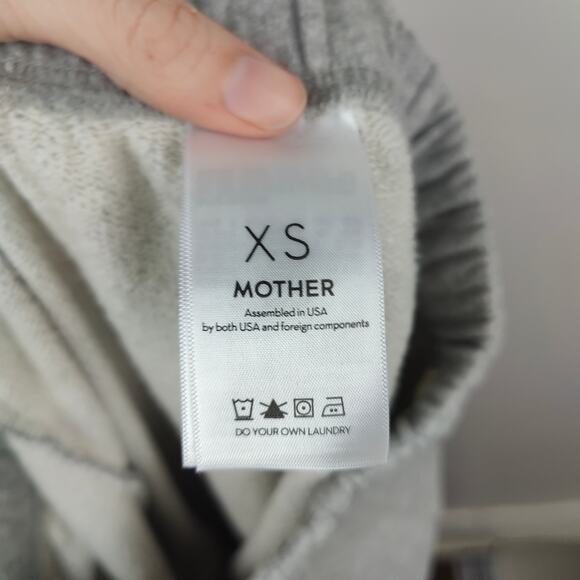 XS
MOTHER
Assembled in USA
by both USA and foreign components
DO YOUR OWN LAUNDRY